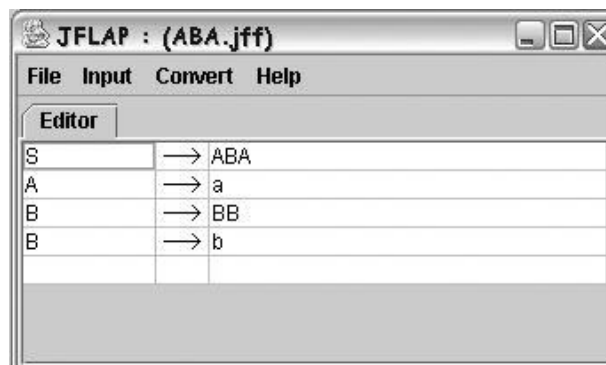 JFLAP : (ABA.jff)
File Input Convert Help
Editor
S → ABA
A → a
B → BB
B → b